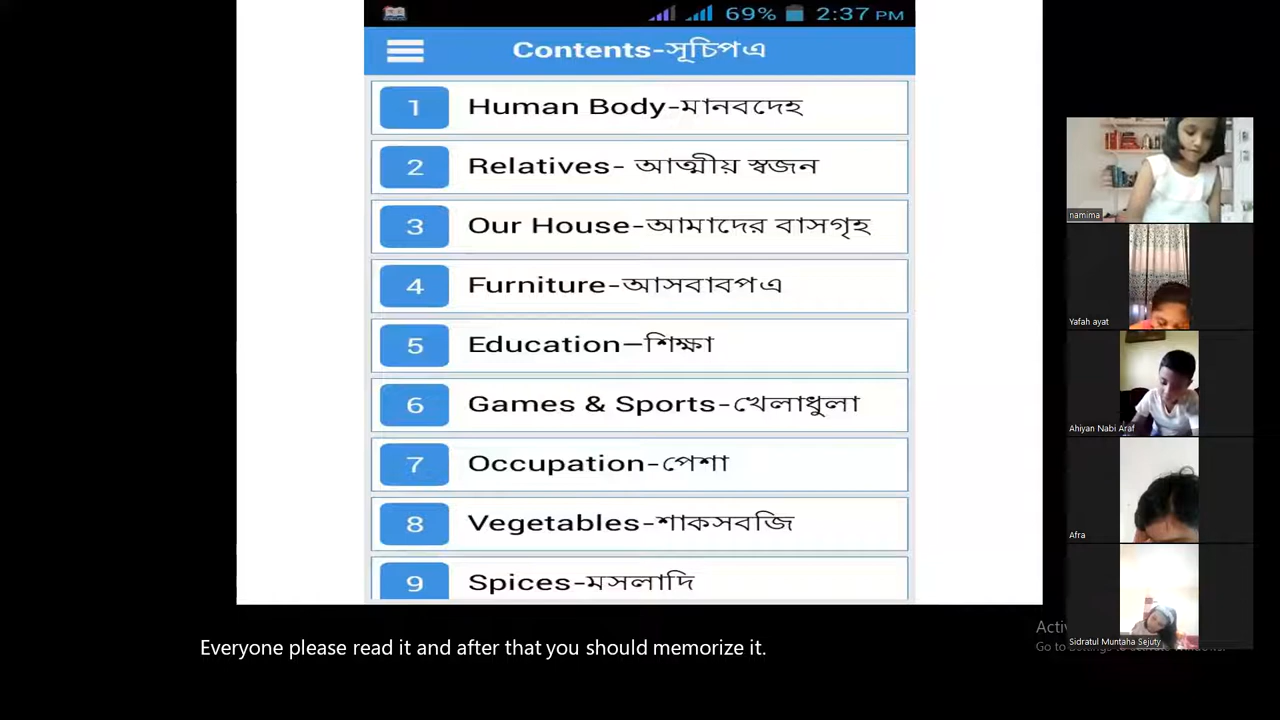 69% 2:37 PM
Contents-সূচিপএ
1 Human Body-মানবদেহ
2 Relatives- আত্মীয় স্বজন
3 Our House-আমাদের বাসগৃহ
4 Furniture-আসবাবপএ
5 Education–শিক্ষা
6 Games & Sports-খেলাধুলা
7 Occupation-পেশা
8 Vegetables-শাকসবজি
9 Spices-মসলাদি
namima
Yafah ayat
Ahiyan Nabi Araf
Afra
Sidratul Muntaha Sejuty
Everyone please read it and after that you should memorize it.